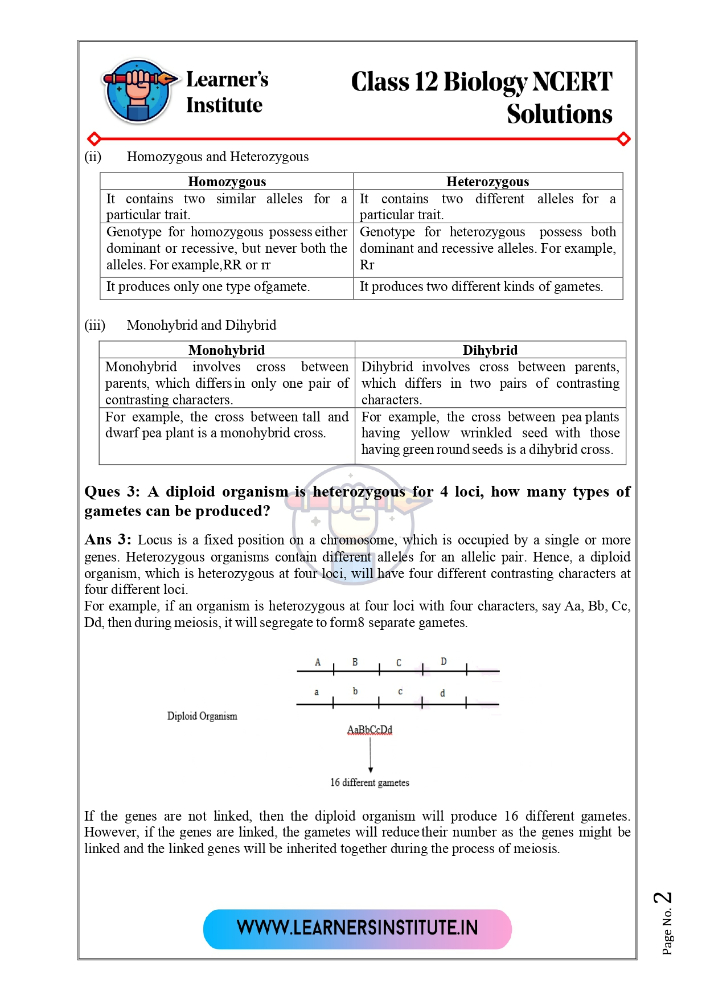 Learner's
Institute
Class 12 Biology NCERT
Solutions
(ii) Homozygous and Heterozygous
Homozygous Heterozygous
It contains two similar alleles for a
particular trait.
It contains two different alleles for a
particular trait.
Genotype for homozygous possess either
dominant or recessive, but never both the
alleles. For example,RR or rr
Genotype for heterozygous possess both
dominant and recessive alleles. For example,
Rr
It produces only one type ofgamete.
It produces two different kinds of gametes.
(iii) Monohybrid and Dihybrid
Monohybrid Dihybrid
Monohybrid involves cross between
parents, which differs in only one pair of
contrasting characters.
Dihybrid involves cross between parents,
which differs in two pairs of contrasting
characters.
For example, the cross between tall and
dwarf pea plant is a monohybrid cross.
For example, the cross between pea plants
having yellow wrinkled seed with those
having green round seeds is a dihybrid cross.
Ques 3: A diploid organism is heterozygous for 4 loci, how many types of
gametes can be produced?
Ans 3: Locus is a fixed position on a chromosome, which is occupied by a single or more
genes. Heterozygous organisms contain different alleles for an allelic pair. Hence, a diploid
organism, which is heterozygous at four loci, will have four different contrasting characters at
four different loci.
For example, if an organism is heterozygous at four loci with four characters, say Aa, Bb, Cc,
Dd, then during meiosis, it will segregate to form8 separate gametes.
A B C D
a b c d
Diploid Organism
AaBbCcDd
16 different gametes
If the genes are not linked, then the diploid organism will produce 16 different gametes.
However, if the genes are linked, the gametes will reduce their number as the genes might be
linked and the linked genes will be inherited together during the process of meiosis.
WWW.LEARNERSINSTITUTE.IN
Page No. 2